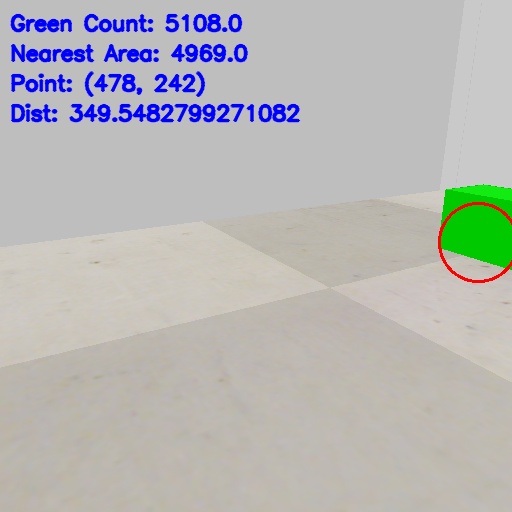 Green Count: 5108.0
Nearest Area: 4969.0
Point: (478, 242)
Dist: 349.5482799271082